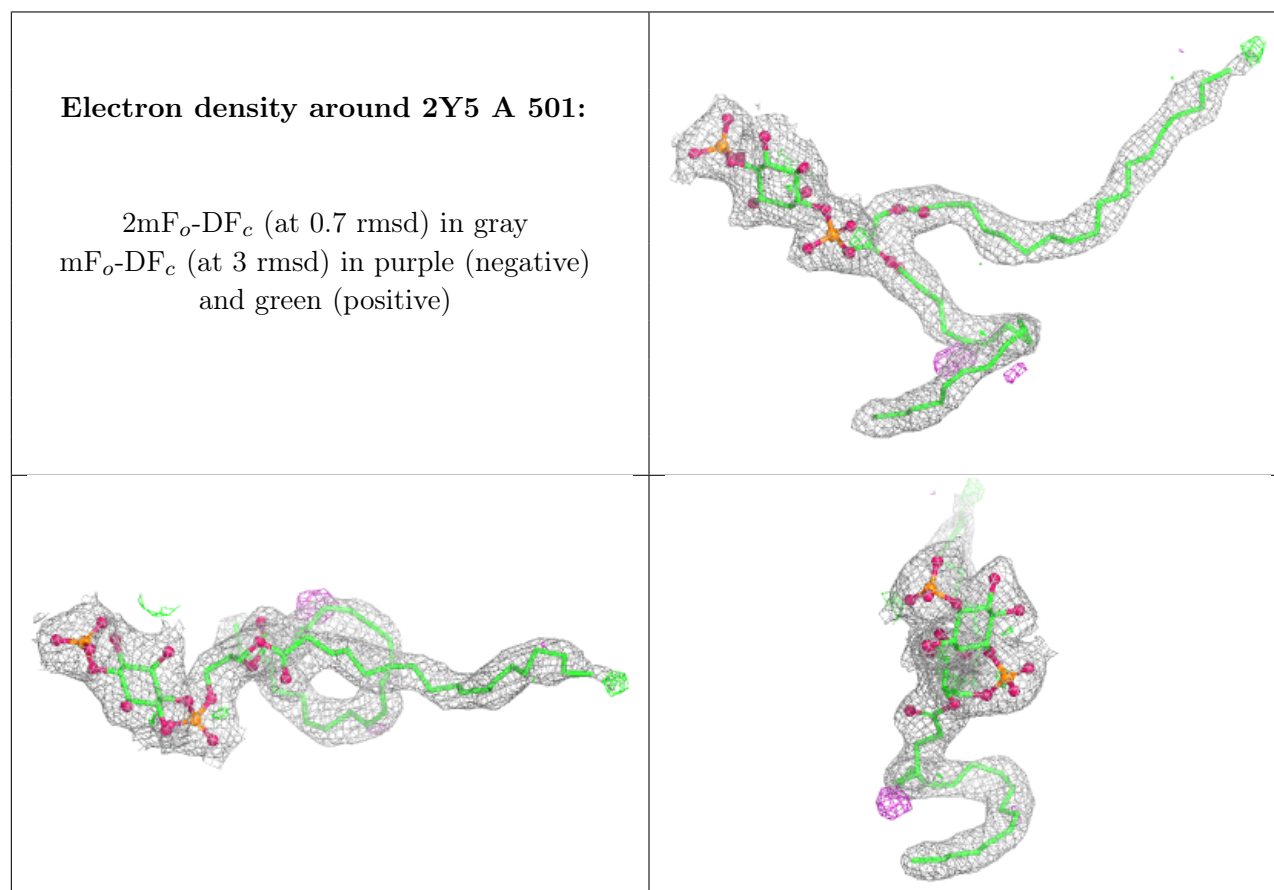 Electron density around 2Y5 A 501:
2mFₒ-DF𝒸 (at 0.7 rmsd) in gray
mFₒ-DF𝒸 (at 3 rmsd) in purple (negative)
and green (positive)